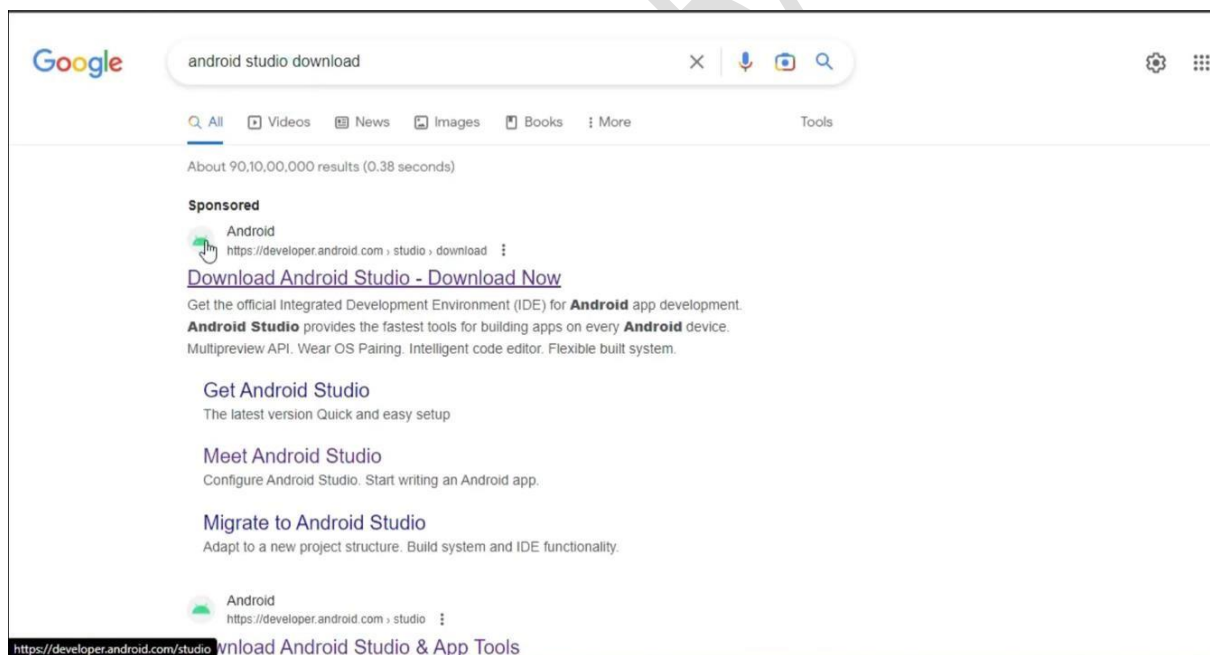 Google
android studio download
All Videos News Images Books More Tools
About 90,10,00,000 results (0.38 seconds)
Sponsored
Android
https://developer.android.com › studio › download
Download Android Studio - Download Now
Get the official Integrated Development Environment (IDE) for Android app development.
Android Studio provides the fastest tools for building apps on every Android device.
Multipreview API. Wear OS Pairing. Intelligent code editor. Flexible built system.
Get Android Studio
The latest version Quick and easy setup
Meet Android Studio
Configure Android Studio. Start writing an Android app.
Migrate to Android Studio
Adapt to a new project structure. Build system and IDE functionality.
Android
https://developer.android.com › studio
wnload Android Studio & App Tools
https://developer.android.com/studio